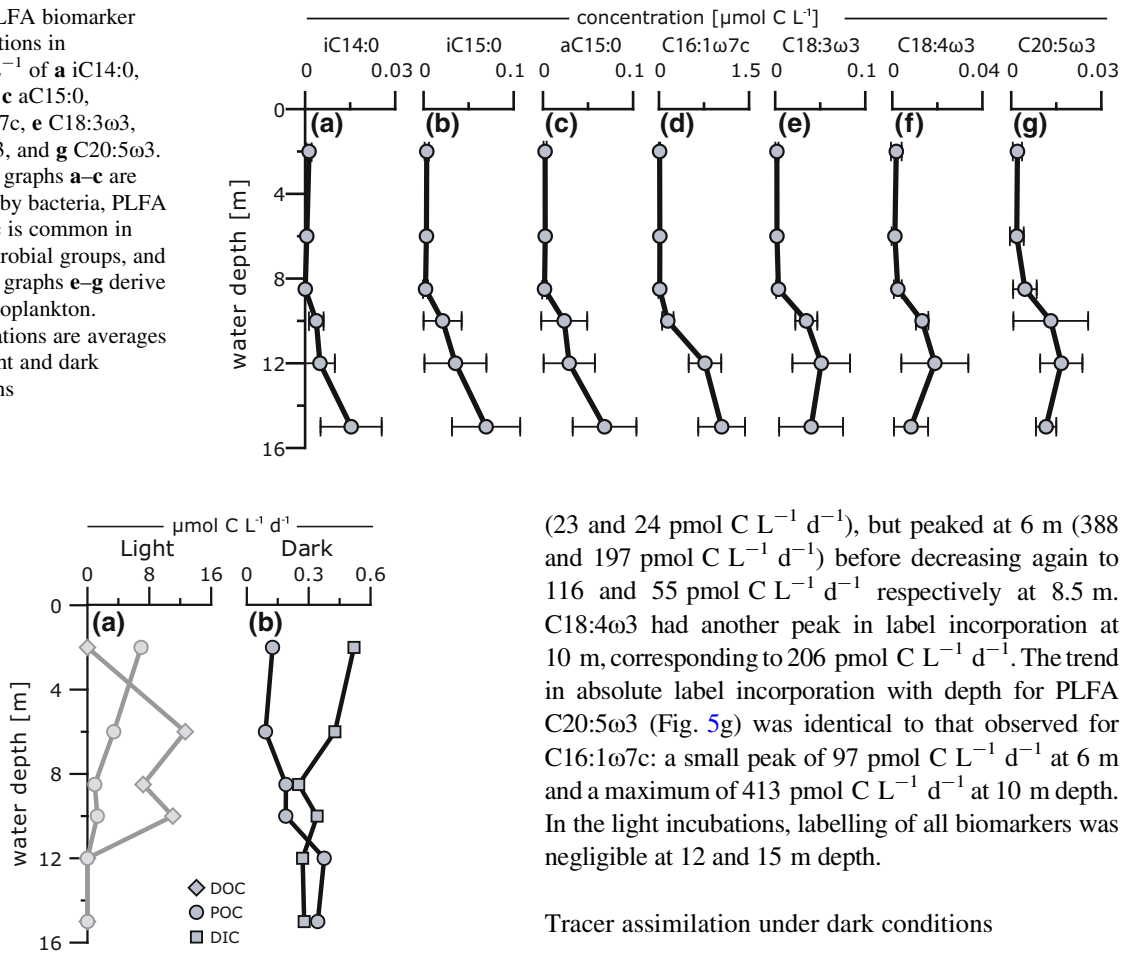 LFA biomarker
tions in
L⁻¹ of a iC14:0,
c aC15:0,
7c, e C18:3ω3,
3, and g C20:5ω3.
graphs a–c are
by bacteria, PLFA
is common in
robial groups, and
graphs e–g derive
oplankton.
ations are averages
nt and dark
ns
concentration [µmol C L⁻¹]
iC14:0 iC15:0 aC15:0 C16:1ω7c C18:3ω3 C18:4ω3 C20:5ω3
0 0.03 0 0.1 0 0.1 0 1.5 0 0.1 0 0.04 0 0.03
0
(a) (b) (c) (d) (e) (f) (g)
4
8
12
16
water depth [m]
µmol C L⁻¹ d⁻¹
Light Dark
0 8 16 0 0.3 0.6
0
(a) (b)
4
8
12
16
water depth [m]
DOC
POC
DIC
(23 and 24 pmol C L⁻¹ d⁻¹), but peaked at 6 m (388
and 197 pmol C L⁻¹ d⁻¹) before decreasing again to
116 and 55 pmol C L⁻¹ d⁻¹ respectively at 8.5 m.
C18:4ω3 had another peak in label incorporation at
10 m, corresponding to 206 pmol C L⁻¹ d⁻¹. The trend
in absolute label incorporation with depth for PLFA
C20:5ω3 (Fig. 5g) was identical to that observed for
C16:1ω7c: a small peak of 97 pmol C L⁻¹ d⁻¹ at 6 m
and a maximum of 413 pmol C L⁻¹ d⁻¹ at 10 m depth.
In the light incubations, labelling of all biomarkers was
negligible at 12 and 15 m depth.
Tracer assimilation under dark conditions